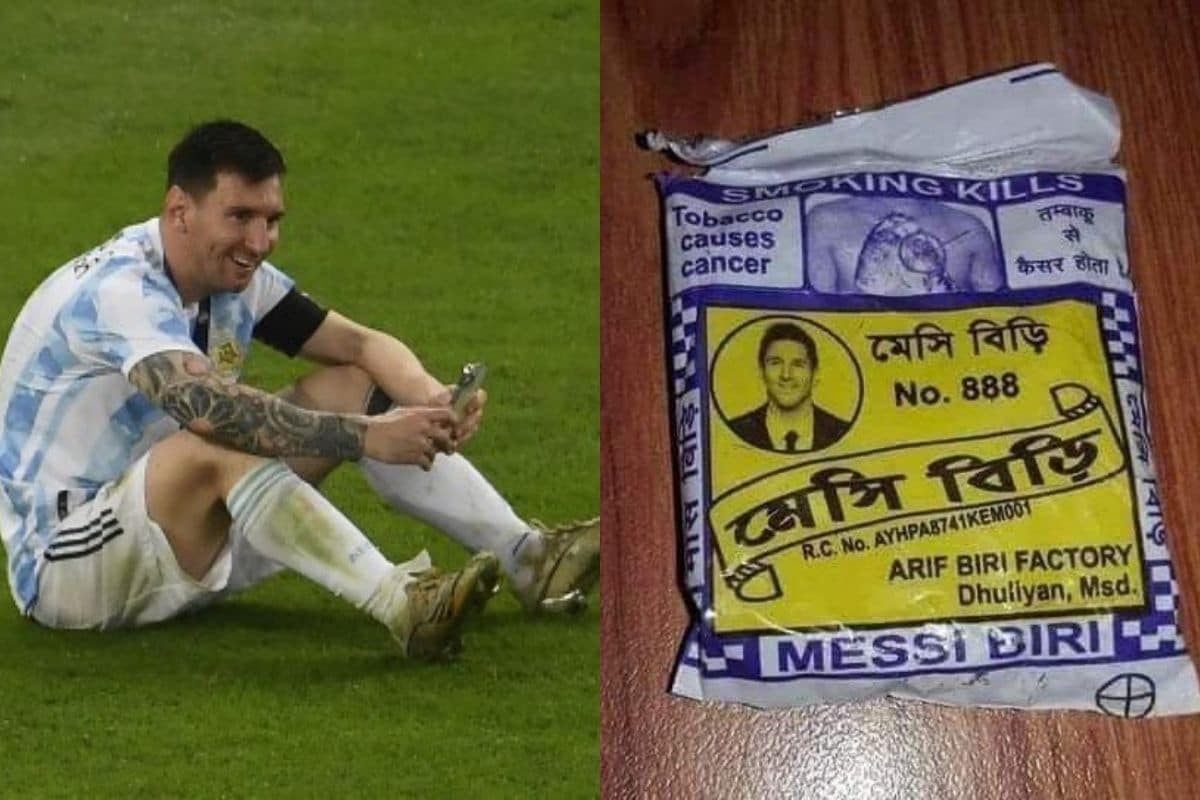 SMOKING KILLS
Tobacco
causes
cancer
तम्बाकू
से
कैसर होता
মেসি বিড়ি
No. 888
মেসি বিড়ি
R.C. No. AYHPA8741KEM001
ARIF BIRI FACTORY
Dhuliyan, Msd.
MESSI BIRI